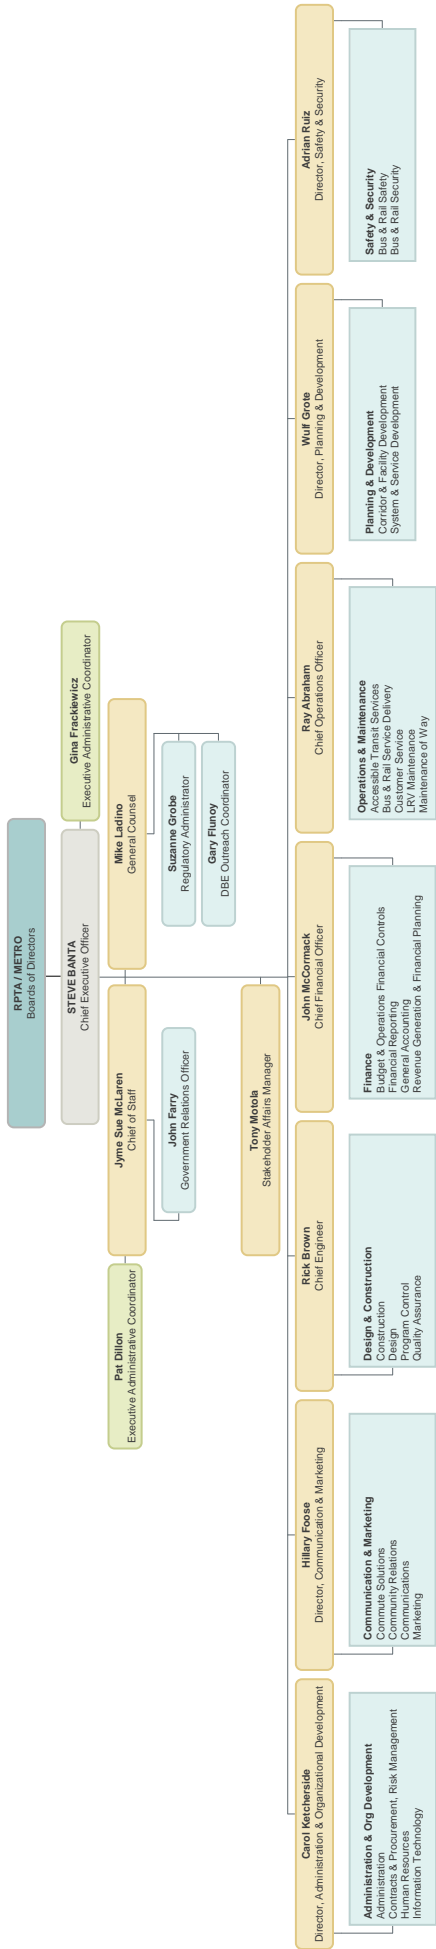 RPTA / METRO
Boards of Directors
STEVE BANTA
Chief Executive Officer
Gina Frackiewicz
Executive Administrative Coordinator
Pat Dillon
Executive Administrative Coordinator
Jyme Sue McLaren
Chief of Staff
Mike Ladino
General Counsel
John Farry
Government Relations Officer
Suzanne Grobe
Regulatory Administrator
Gary Flunoy
DBE Outreach Coordinator
Tony Motola
Stakeholder Affairs Manager
Carol Ketcherside
Director, Administration & Organizational Development
Hillary Foose
Director, Communication & Marketing
Rick Brown
Chief Engineer
John McCormack
Chief Financial Officer
Ray Abraham
Chief Operations Officer
Wulf Grote
Director, Planning & Development
Adrian Ruiz
Director, Safety & Security
Administration & Org Development
Administration
Contracts & Procurement, Risk Management
Human Resources
Information Technology
Communication & Marketing
Commute Solutions
Community Relations
Communications
Marketing
Design & Construction
Construction
Design
Program Control
Quality Assurance
Finance
Budget & Operations Financial Controls
Financial Reporting
General Accounting
Revenue Generation & Financial Planning
Operations & Maintenance
Accessible Transit Services
Bus & Rail Service Delivery
Customer Service
LRV Maintenance
Maintenance of Way
Planning & Development
Corridor & Facility Development
System & Service Development
Safety & Security
Bus & Rail Safety
Bus & Rail Security